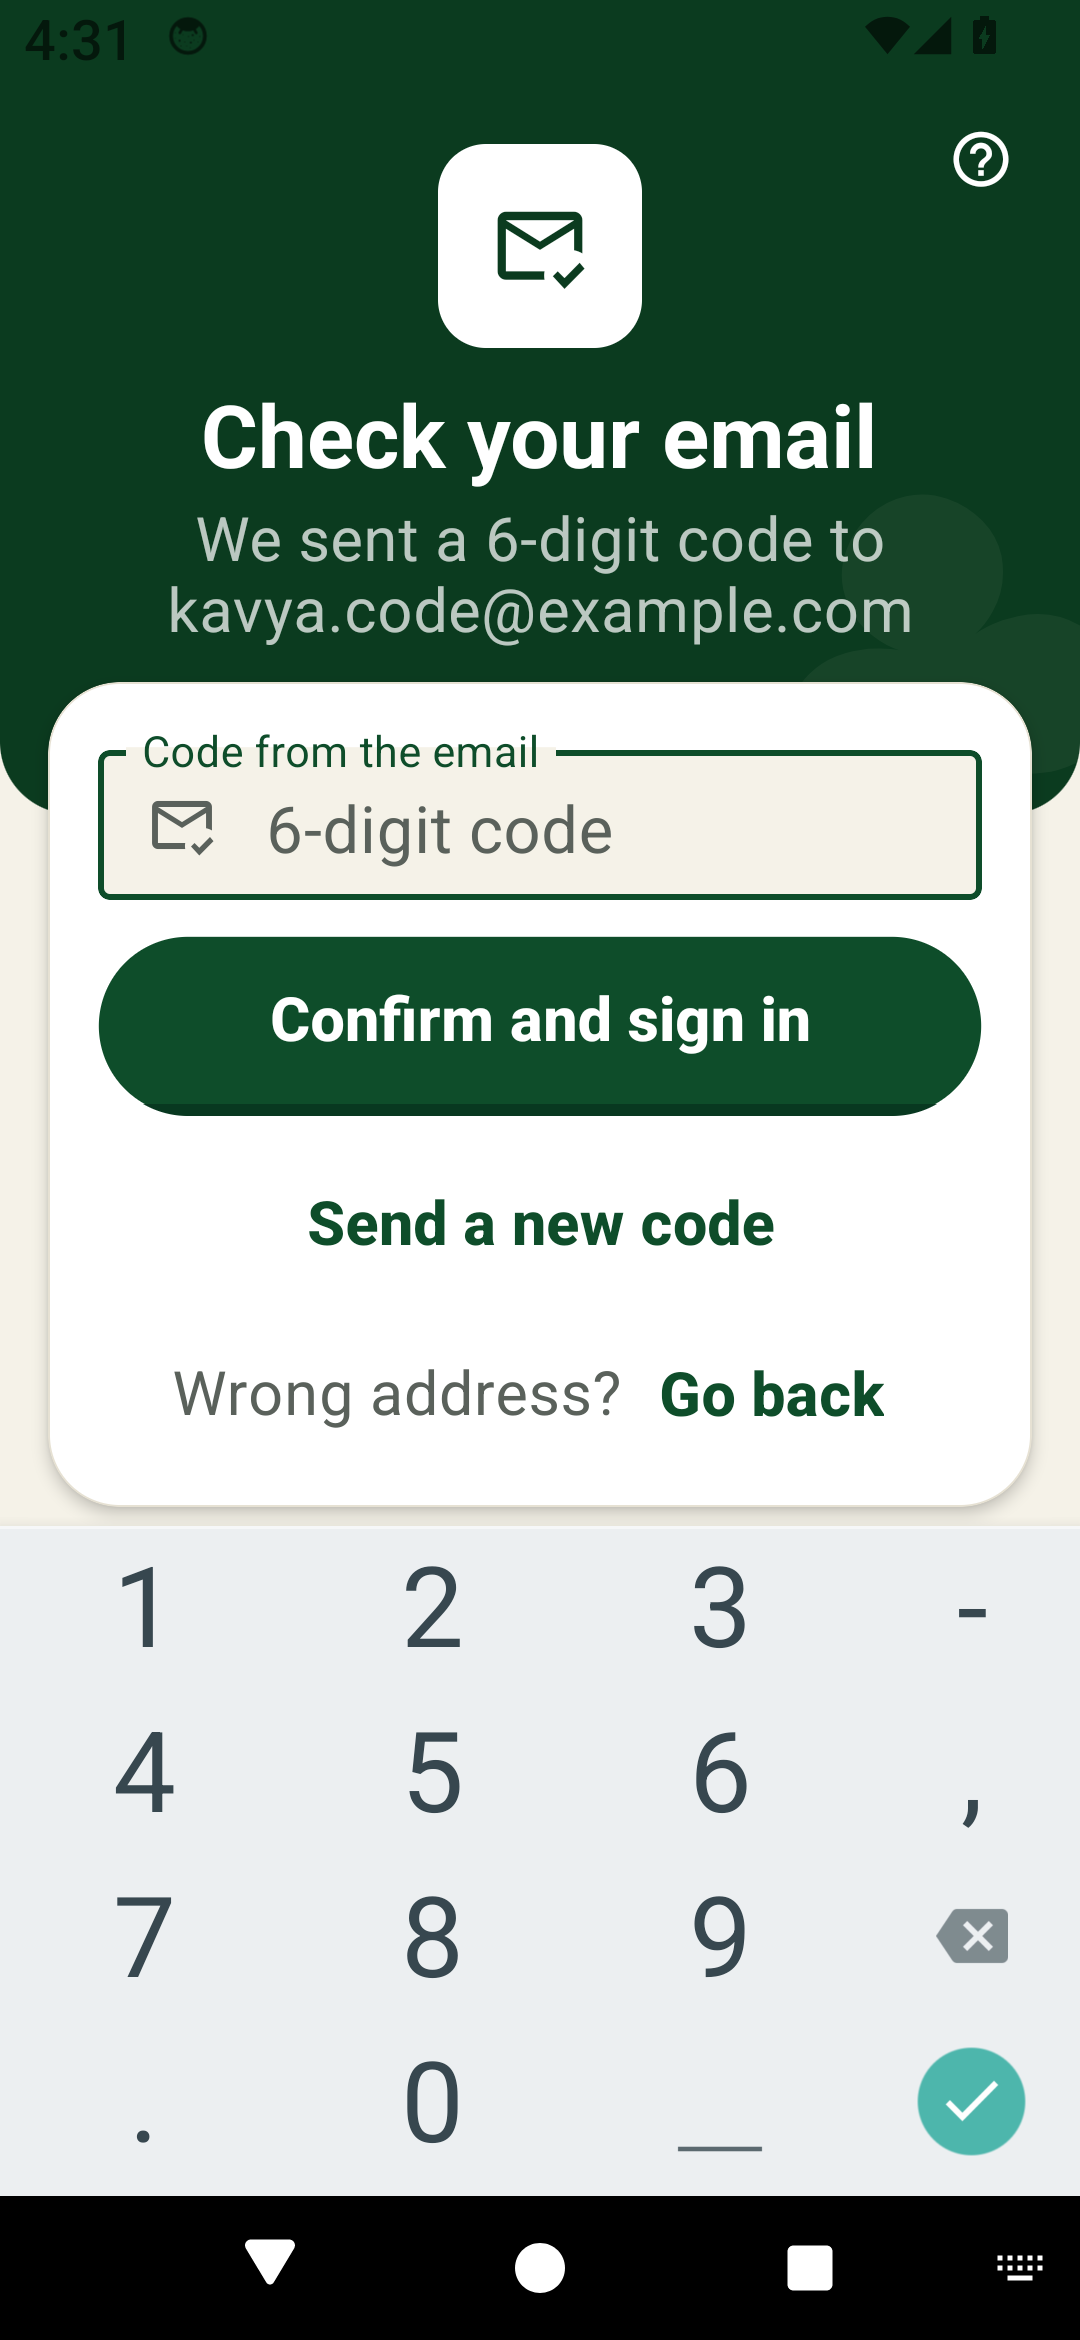 4:31
Check your email
We sent a 6-digit code to
kavya.code@example.com
Code from the email
6-digit code
Confirm and sign in
Send a new code
Wrong address? Go back
1 2 3 -
4 5 6 ,
7 8 9
. 0